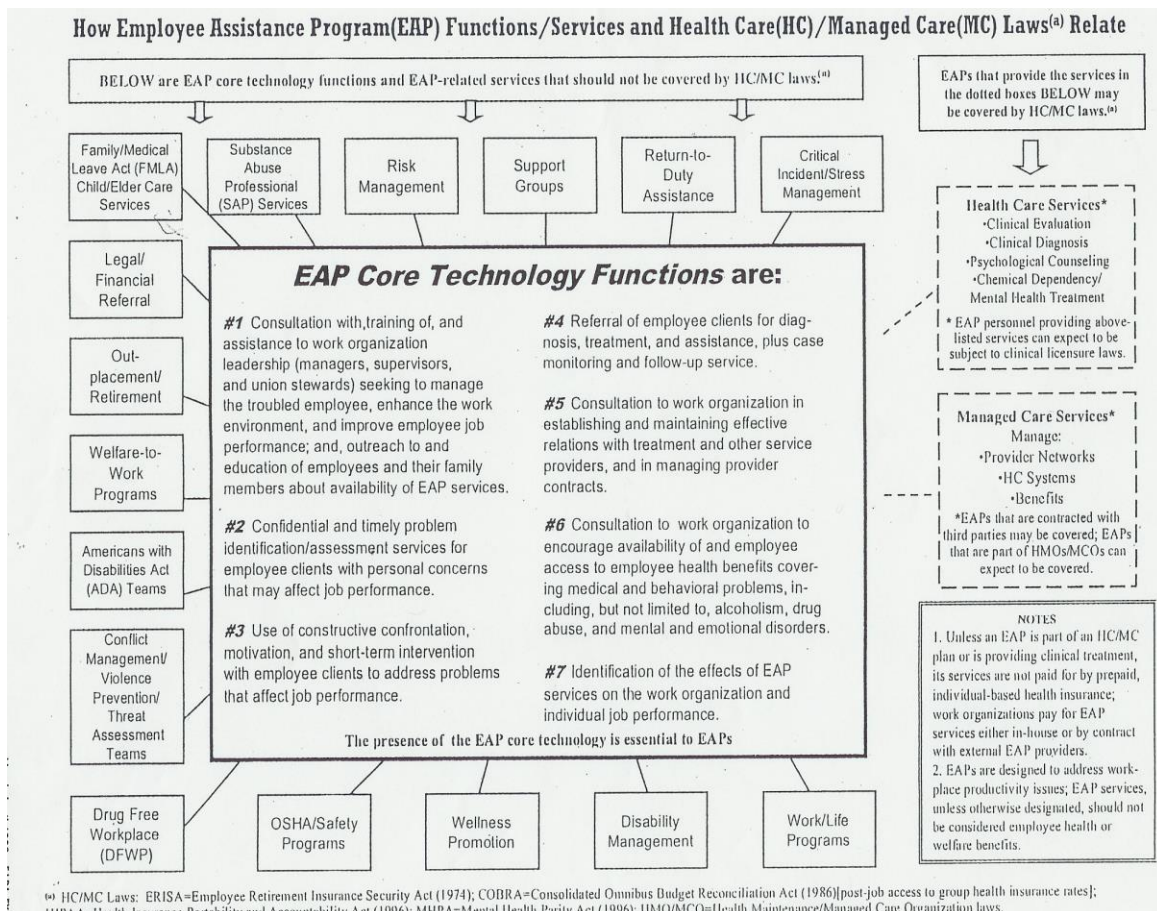 How Employee Assistance Program(EAP) Functions/Services and Health Care(HC)/Managed Care(MC) Laws(a) Relate
BELOW are EAP core technology functions and EAP-related services that should not be covered by HC/MC laws.(a)
EAPs that provide the services in
the dotted boxes BELOW may
be covered by HC/MC laws.(a)
Family/Medical
Leave Act (FMLA)
Child/Elder Care
Services
Substance
Abuse
Professional
(SAP) Services
Risk
Management
Support
Groups
Return-to-
Duty
Assistance
Critical
Incident/Stress
Management
Legal/
Financial
Referral
Out-
placement/
Retirement
Welfare-to-
Work
Programs
Americans with
Disabilities Act
(ADA) Teams
Conflict
Management/
Violence
Prevention/
Threat
Assessment
Teams
Drug Free
Workplace
(DFWP)
EAP Core Technology Functions are:
#1 Consultation with,training of, and
assistance to work organization
leadership (managers, supervisors,
and union stewards) seeking to manage
the troubled employee, enhance the work
environment, and improve employee job
performance; and, outreach to and
education of employees and their family
members about availability of EAP services.
#2 Confidential and timely problem
identification/assessment services for
employee clients with personal concerns
that may affect job performance.
#3 Use of constructive confrontation,
motivation, and short-term intervention
with employee clients to address problems
that affect job performance.
#4 Referral of employee clients for diag-
nosis, treatment, and assistance, plus case
monitoring and follow-up service.
#5 Consultation to work organization in
establishing and maintaining effective
relations with treatment and other service
providers, and in managing provider
contracts.
#6 Consultation to work organization to
encourage availability of and employee
access to employee health benefits cover-
ing medical and behavioral problems, in-
cluding, but not limited to, alcoholism, drug
abuse, and mental and emotional disorders.
#7 Identification of the effects of EAP
services on the work organization and
individual job performance.
The presence of the EAP core technology is essential to EAPs
OSHA/Safety
Programs
Wellness
Promotion
Disability
Management
Work/Life
Programs
Health Care Services*
•Clinical Evaluation
•Clinical Diagnosis
•Psychological Counseling
•Chemical Dependency/
Mental Health Treatment
* EAP personnel providing above-
listed services can expect to be
subject to clinical licensure laws.
Managed Care Services*
Manage:
•Provider Networks
•HC Systems
•Benefits
*EAPs that are contracted with
third parties may be covered; EAPs
that are part of HMOs/MCOs can
expect to be covered.
NOTES
1. Unless an EAP is part of an HC/MC
plan or is providing clinical treatment,
its services are not paid for by prepaid,
individual-based health insurance;
work organizations pay for EAP
services either in-house or by contract
with external EAP providers.
2. EAPs are designed to address work-
place productivity issues; EAP services,
unless otherwise designated, should not
be considered employee health or
welfare benefits.
(a) HC/MC Laws: ERISA=Employee Retirement Insurance Security Act (1974); COBRA=Consolidated Omnibus Budget Reconciliation Act (1986)[post-job access to group health insurance rates];
HIPAA=Health Insurance Portability and Accountability Act (1996); MHPA=Mental Health Parity Act (1996); HMO/MCO=Health Maintenance/Managed Care Organization laws.